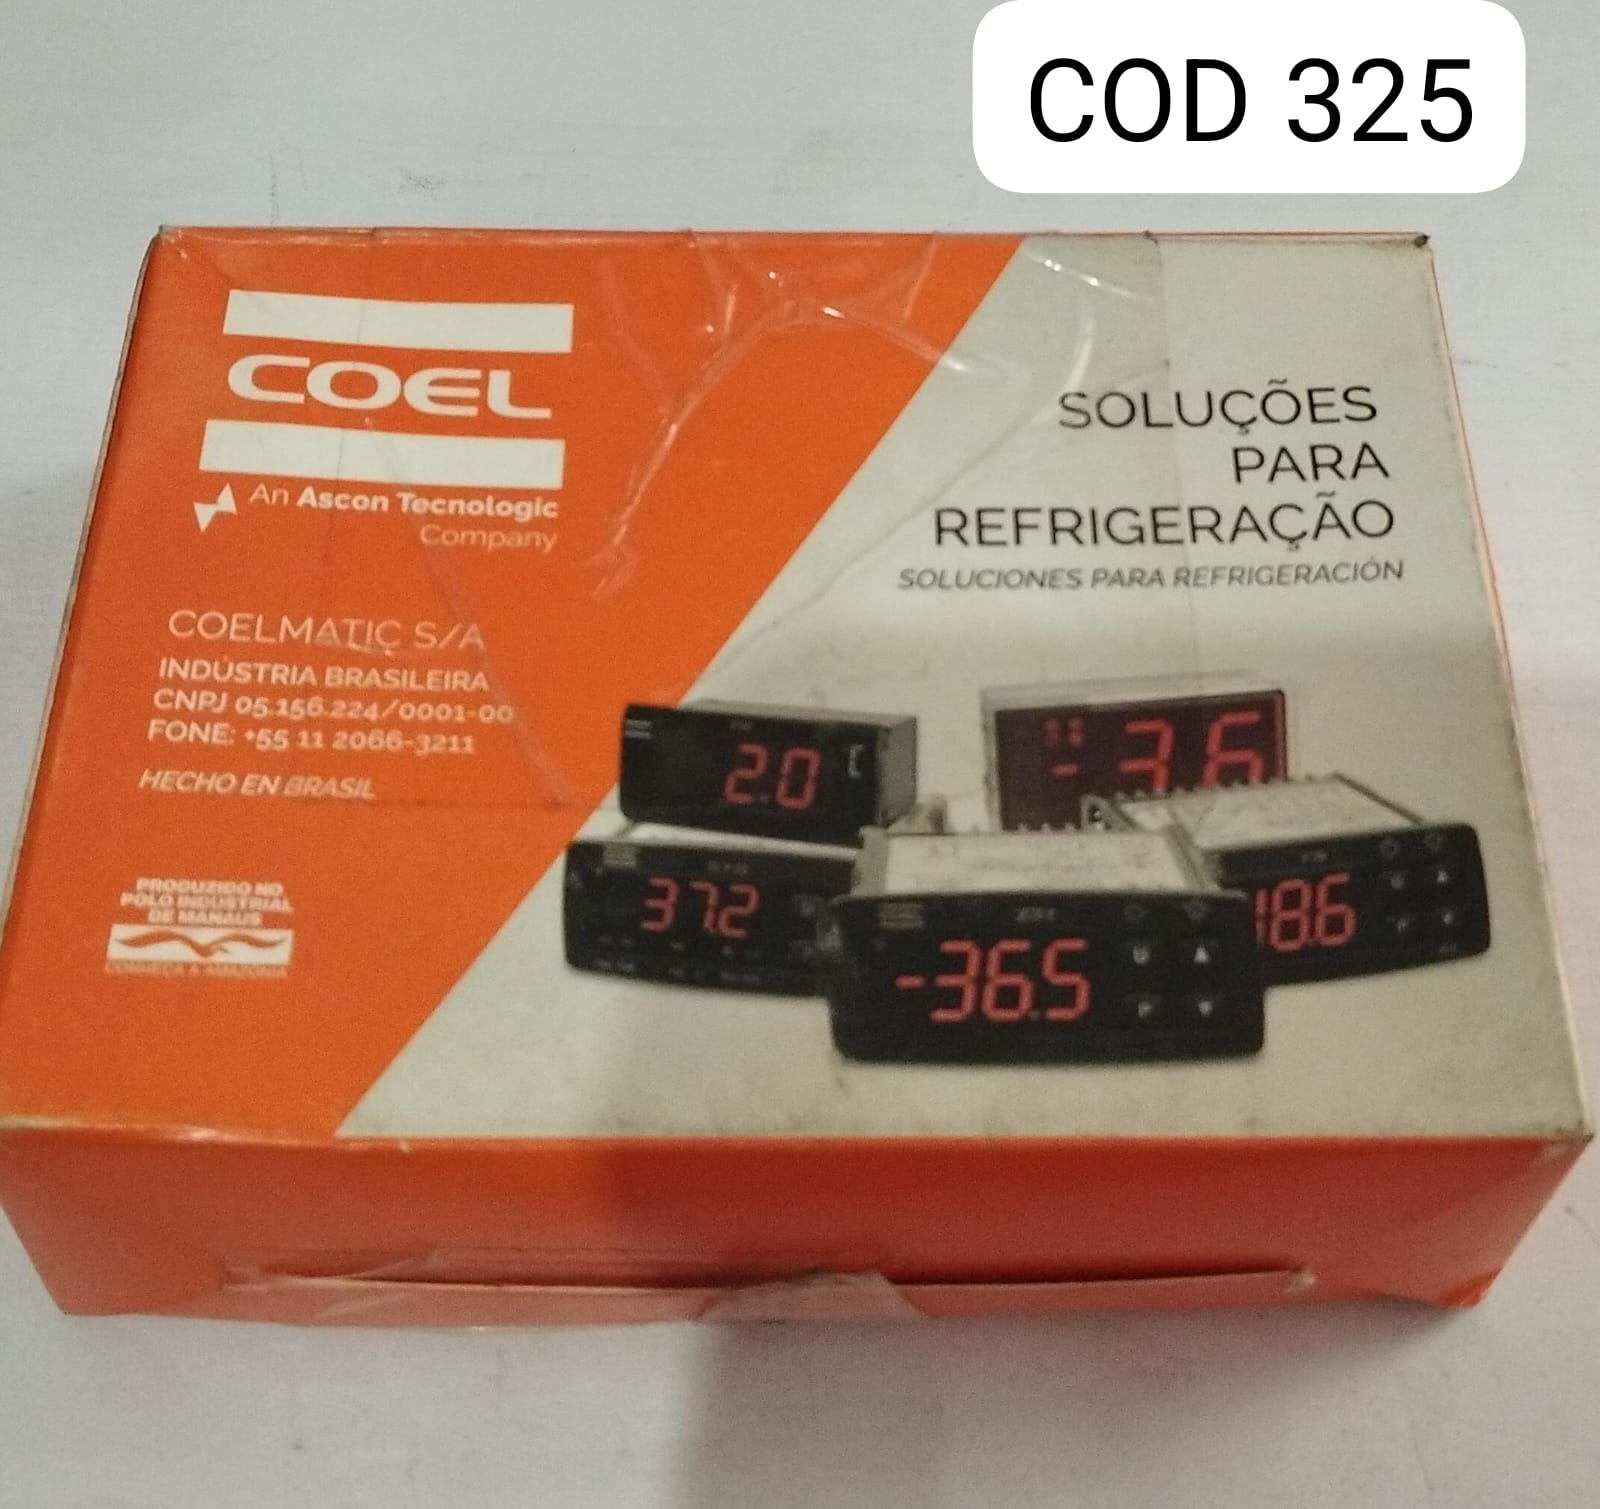 COD 325
COEL
An Ascon Tecnologic
Company
SOLUÇÕES
PARA
REFRIGERAÇÃO
SOLUCIONES PARA REFRIGERACIÓN
COELMATIC S/A
INDÚSTRIA BRASILEIRA
CNPJ 05.156.224/0001-00
FONE: +55 11 2066-3211
HECHO EN BRASIL
PRODUZIDO NO
POLO INDUSTRIAL
DE MANAUS
CONHEÇA A AMAZÔNIA
2.0
-3.6
37.2
-36.5
18.6